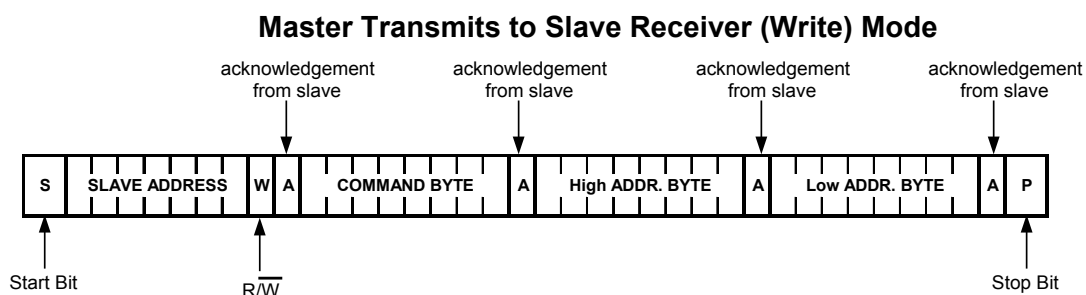 Master Transmits to Slave Receiver (Write) Mode
acknowledgement
from slave
acknowledgement
from slave
acknowledgement
from slave
acknowledgement
from slave
S SLAVE ADDRESS W A COMMAND BYTE A High ADDR. BYTE A Low ADDR. BYTE A P
Start Bit
R/W̅
Stop Bit